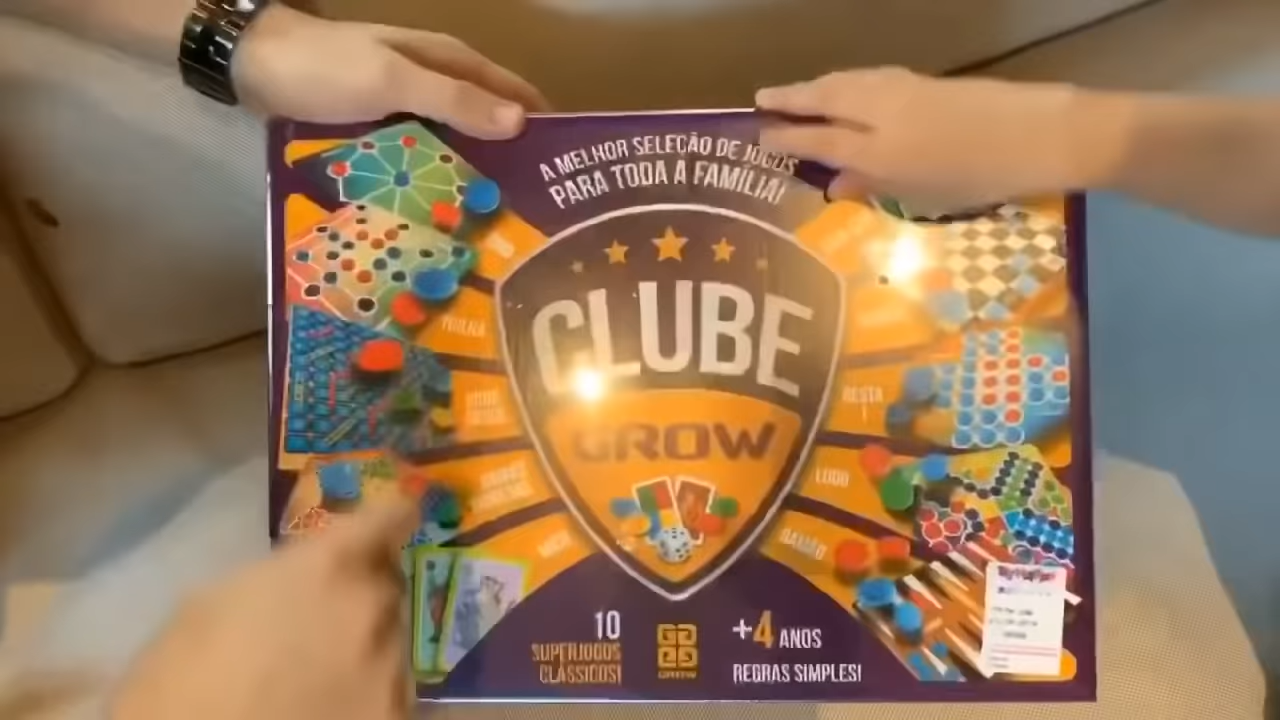 A MELHOR SELEÇÃO DE JOGOS
PARA TODA A FAMÍLIA!
CLUBE
GROW
TRILHA
RESTA
1
LUDO
GAMÃO
10
SUPERJOGOS
CLÁSSICOS!
GROW
+4 ANOS
REGRAS SIMPLES!